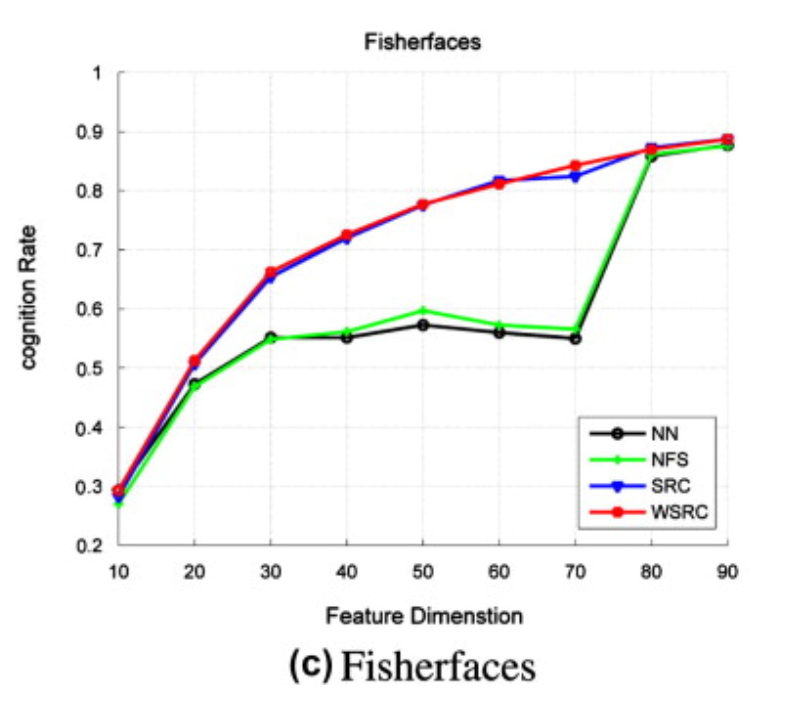 Fisherfaces
1
0.9
0.8
0.7
0.6
0.5
0.4
0.3
0.2
cognition Rate
10 20 30 40 50 60 70 80 90
Feature Dimenstion
NN
NFS
SRC
WSRC
(c) Fisherfaces